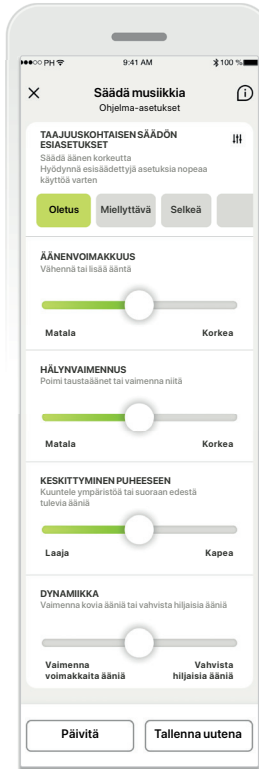 PH 9:41 AM 100 %
Säädä musiikkia
Ohjelma-asetukset
TAAJUUSKOHTAISEN SÄÄDÖN
ESIASETUKSET
Säädä äänen korkeutta
Hyödynnä esisäädettyjä asetuksia nopeaa
käyttöä varten
Oletus Miellyttävä Selkeä
ÄÄNENVOIMAKKUUS
Vähennä tai lisää ääntä
Matala Korkea
HÄLYNVAIMENNUS
Poimi taustaäänet tai vaimenna niitä
Matala Korkea
KESKITTYMINEN PUHEESEEN
Kuuntele ympäristöä tai suoraan edestä
tulevia ääniä
Laaja Kapea
DYNAMIIKKA
Vaimenna kovia ääniä tai vahvista hiljaisia ääniä
Vaimenna Vahvista
voimakkaita ääniä hiljaisia ääniä
Päivitä Tallenna uutena